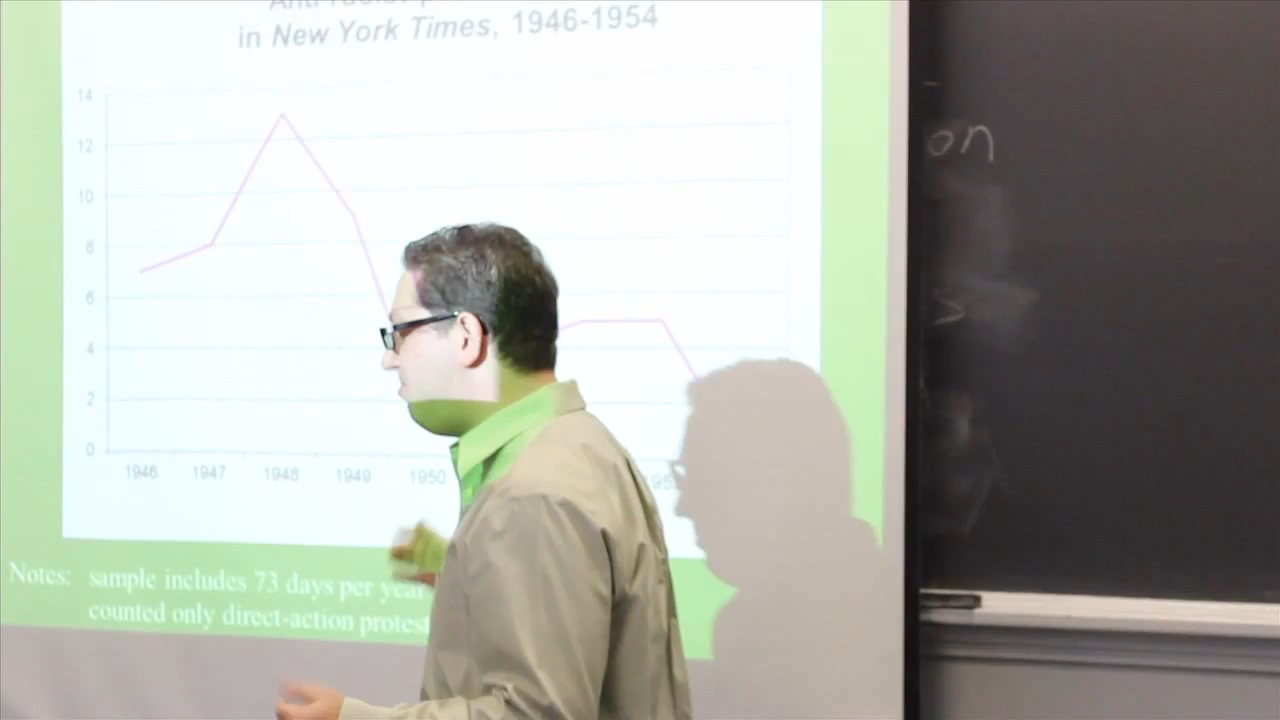 in New York Times, 1946-1954
14
12
10
8
6
4
2
0
1946 1947 1948 1949 1950
Notes: sample includes 73 days per year
counted only direct-action protest
on
s